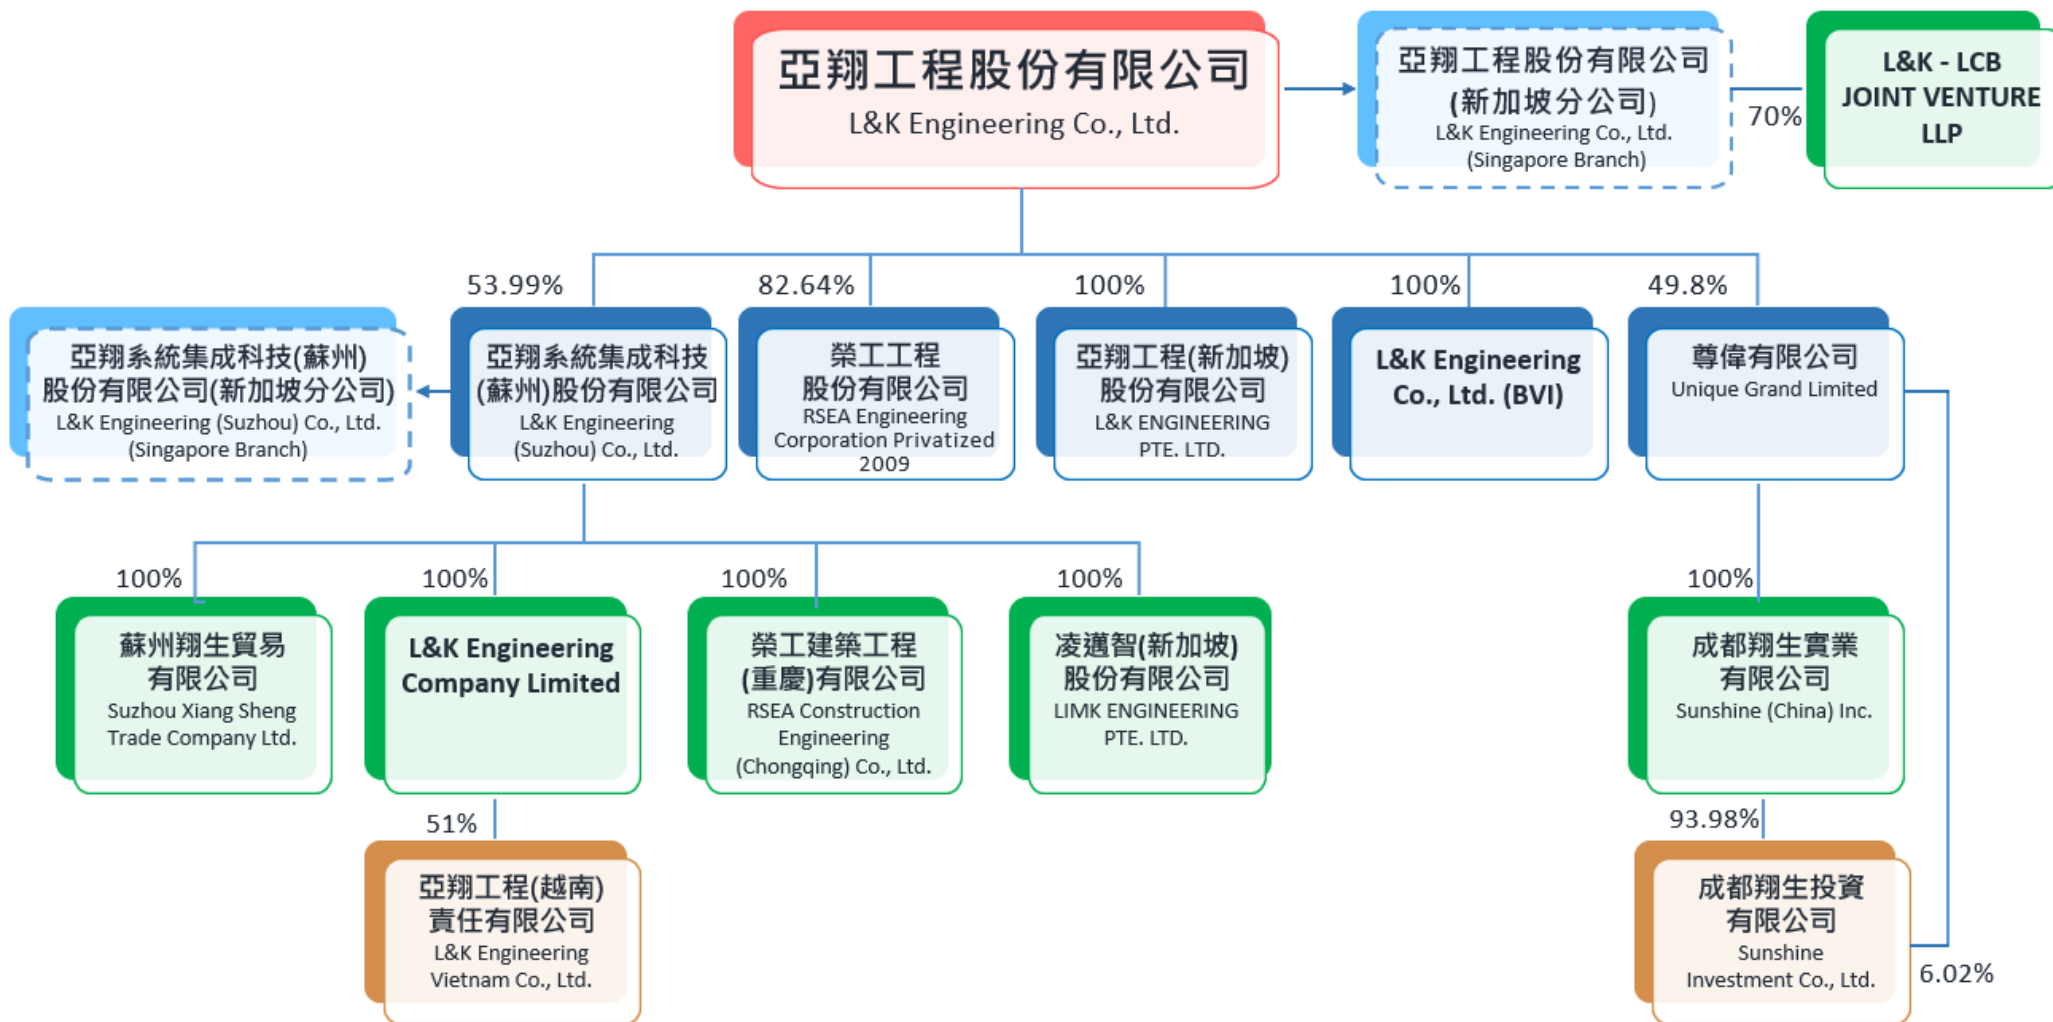 亞翔工程股份有限公司
L&K Engineering Co., Ltd.
亞翔工程股份有限公司
(新加坡分公司)
L&K Engineering Co., Ltd.
(Singapore Branch)
70%
L&K - LCB
JOINT VENTURE
LLP
53.99%
82.64%
100%
100%
49.8%
亞翔系統集成科技(蘇州)
股份有限公司(新加坡分公司)
L&K Engineering (Suzhou) Co., Ltd.
(Singapore Branch)
亞翔系統集成科技
(蘇州)股份有限公司
L&K Engineering
(Suzhou) Co., Ltd.
榮工工程
股份有限公司
RSEA Engineering
Corporation Privatized
2009
亞翔工程(新加坡)
股份有限公司
L&K ENGINEERING
PTE. LTD.
L&K Engineering
Co., Ltd. (BVI)
尊偉有限公司
Unique Grand Limited
100%
100%
100%
100%
100%
蘇州翔生貿易
有限公司
Suzhou Xiang Sheng
Trade Company Ltd.
L&K Engineering
Company Limited
榮工建築工程
(重慶)有限公司
RSEA Construction
Engineering
(Chongqing) Co., Ltd.
凌邁智(新加坡)
股份有限公司
LIMK ENGINEERING
PTE. LTD.
成都翔生實業
有限公司
Sunshine (China) Inc.
51%
93.98%
亞翔工程(越南)
責任有限公司
L&K Engineering
Vietnam Co., Ltd.
成都翔生投資
有限公司
Sunshine
Investment Co., Ltd.
6.02%